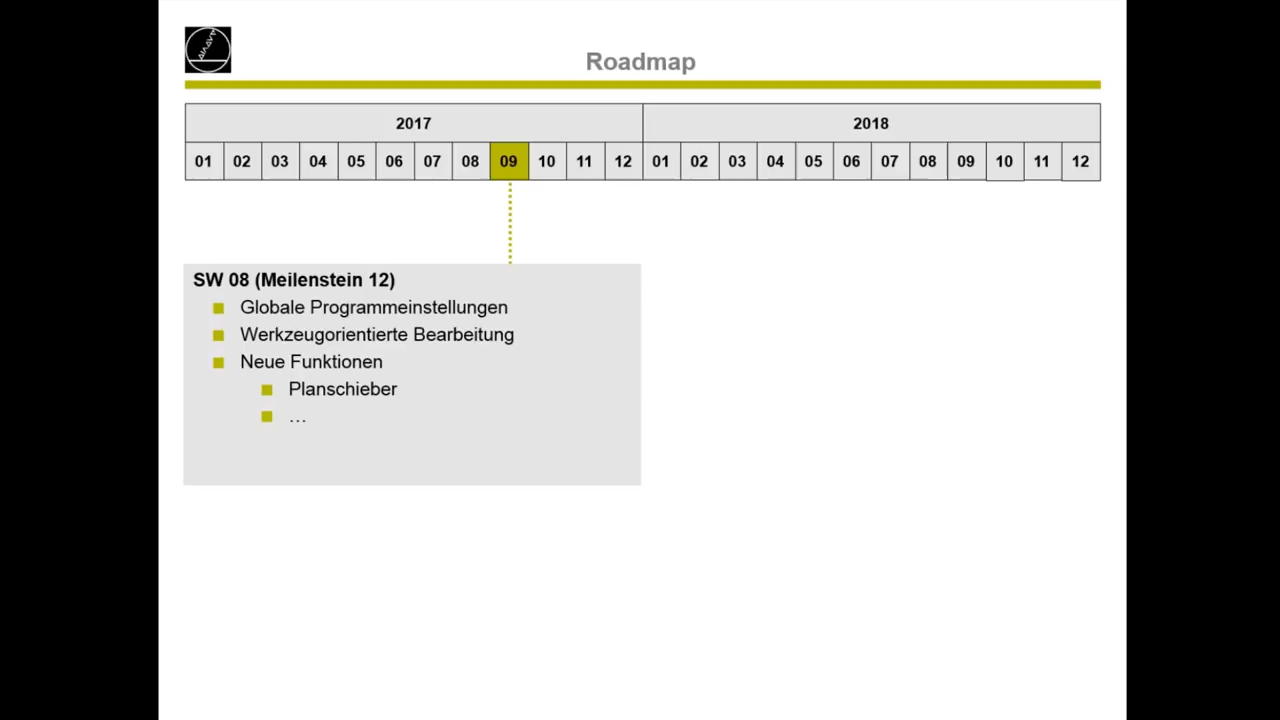 Roadmap
2017 2018
01 02 03 04 05 06 07 08 09 10 11 12 01 02 03 04 05 06 07 08 09 10 11 12
SW 08 (Meilenstein 12)
Globale Programmeinstellungen
Werkzeugorientierte Bearbeitung
Neue Funktionen
Planschieber
…